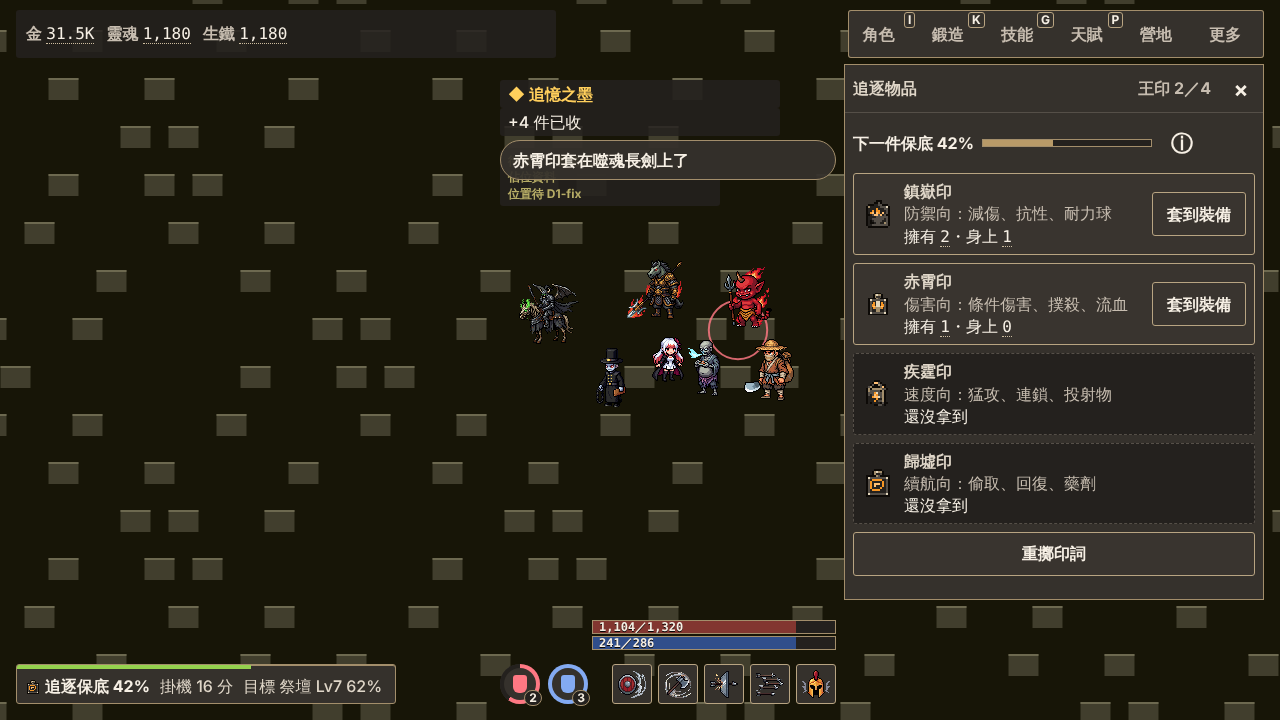 金 31.5K 靈魂 1,180 生鐵 1,180
角色 I 鍛造 K 技能 G 天賦 P 營地 更多
◆ 追憶之墨
+4 件已收
赤霄印套在噬魂長劍上了
位置待 D1-fix
追逐物品 王印 2／4 ×
下一件保底 42% ⓘ
鎮嶽印
防禦向：減傷、抗性、耐力球
擁有 2・身上 1
套到裝備
赤霄印
傷害向：條件傷害、撲殺、流血
擁有 1・身上 0
套到裝備
疾霆印
速度向：猛攻、連鎖、投射物
還沒拿到
歸墟印
續航向：偷取、回復、藥劑
還沒拿到
重擲印詞
1,104／1,320
241／286
追逐保底 42% 掛機 16 分 目標 祭壇 Lv7 62%
2 3